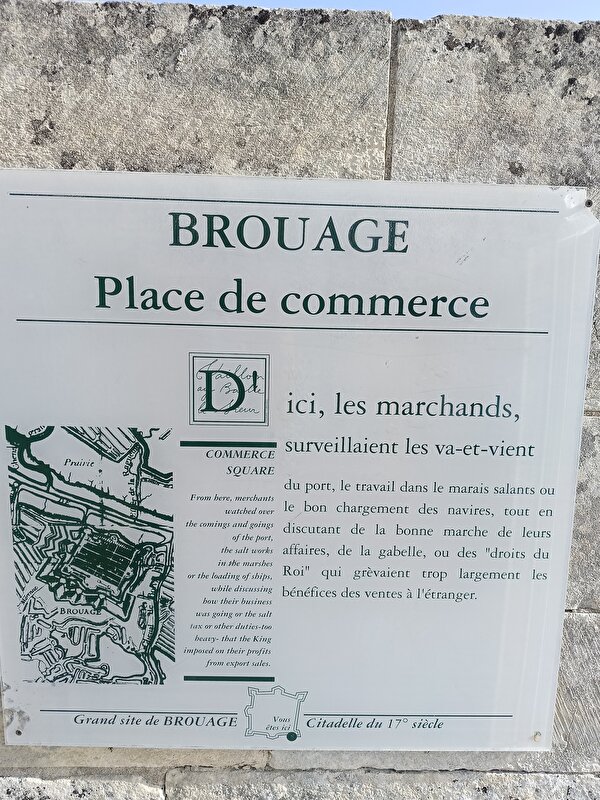 BROUAGE
Place de commerce
D'ici, les marchands,
surveillaient les va-et-vient
du port, le travail dans le marais salants ou
le bon chargement des navires, tout en
discutant de la bonne marche de leurs
affaires, de la gabelle, ou des "droits du
Roi" qui grèvaient trop largement les
bénéfices des ventes à l'étranger.
COMMERCE
SQUARE
From here, merchants
watched over
the comings and goings
of the port,
the salt works
in the marshes
or the loading of ships,
while discussing
how their business
was going or the salt
tax or other duties-too
heavy- that the King
imposed on their profits
from export sales.
Prairie
BROUAGE
Grand site de BROUAGE
Vous
êtes ici
Citadelle du 17° siècle